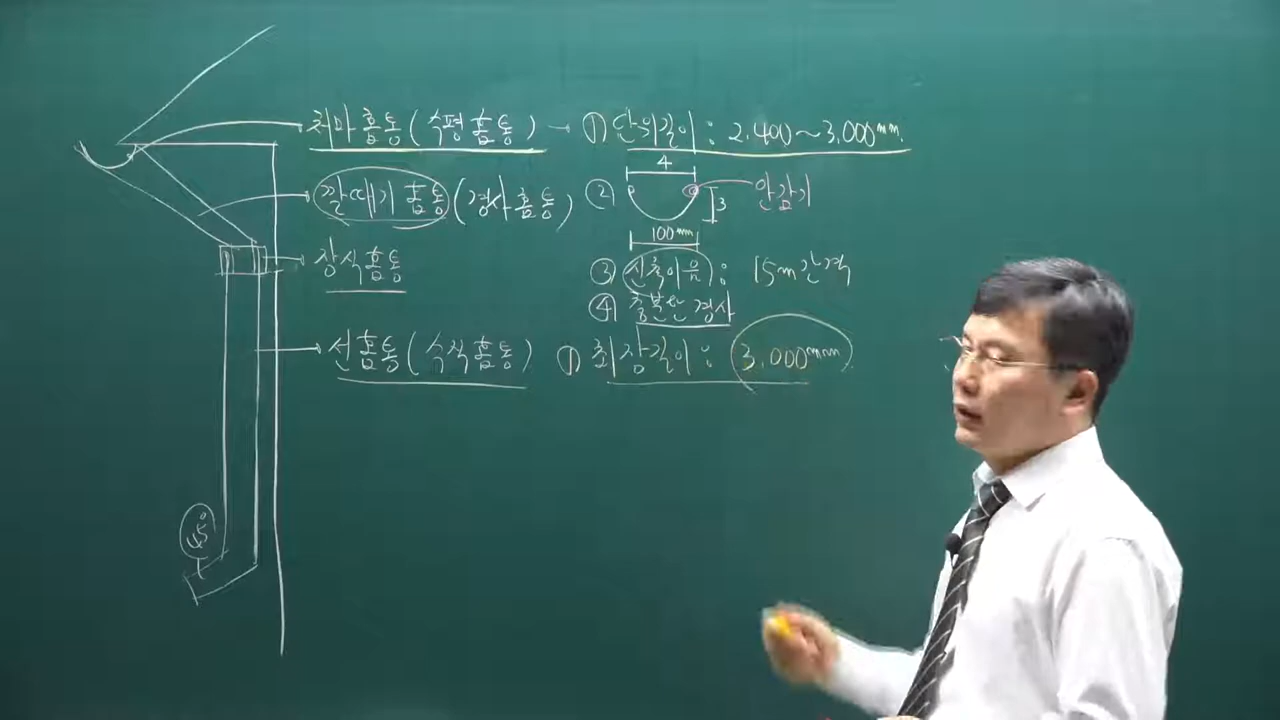 처마홈통(수평홈통) → ① 단위길이 : 2.400~3.000mm
깔때기 홈통(경사홈통) ② 4 안감기
3
100mm
장식홈통 ③ 신축이음 : 15m간격
④ 충분한 경사
선홈통(수직홈통) ① 최장길이 : 3.000mm
45°